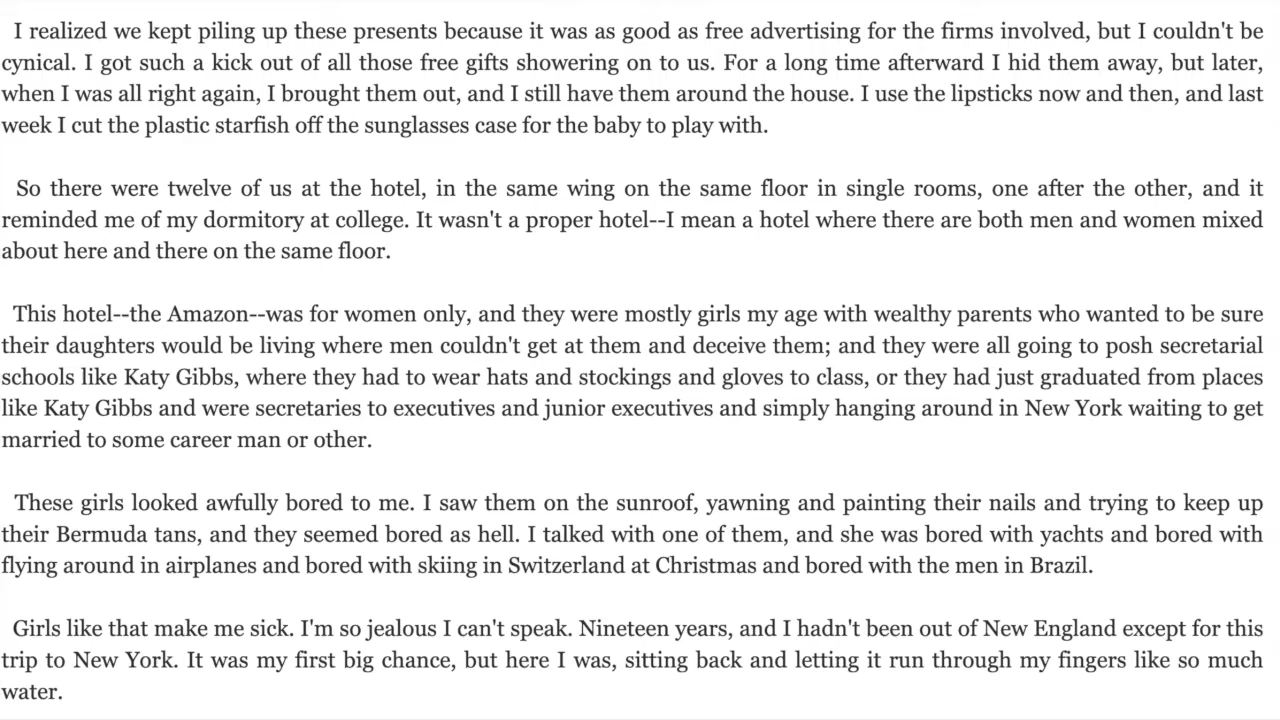 I realized we kept piling up these presents because it was as good as free advertising for the firms involved, but I couldn't be
cynical. I got such a kick out of all those free gifts showering on to us. For a long time afterward I hid them away, but later,
when I was all right again, I brought them out, and I still have them around the house. I use the lipsticks now and then, and last
week I cut the plastic starfish off the sunglasses case for the baby to play with.
So there were twelve of us at the hotel, in the same wing on the same floor in single rooms, one after the other, and it
reminded me of my dormitory at college. It wasn't a proper hotel--I mean a hotel where there are both men and women mixed
about here and there on the same floor.
This hotel--the Amazon--was for women only, and they were mostly girls my age with wealthy parents who wanted to be sure
their daughters would be living where men couldn't get at them and deceive them; and they were all going to posh secretarial
schools like Katy Gibbs, where they had to wear hats and stockings and gloves to class, or they had just graduated from places
like Katy Gibbs and were secretaries to executives and junior executives and simply hanging around in New York waiting to get
married to some career man or other.
These girls looked awfully bored to me. I saw them on the sunroof, yawning and painting their nails and trying to keep up
their Bermuda tans, and they seemed bored as hell. I talked with one of them, and she was bored with yachts and bored with
flying around in airplanes and bored with skiing in Switzerland at Christmas and bored with the men in Brazil.
Girls like that make me sick. I'm so jealous I can't speak. Nineteen years, and I hadn't been out of New England except for this
trip to New York. It was my first big chance, but here I was, sitting back and letting it run through my fingers like so much
water.